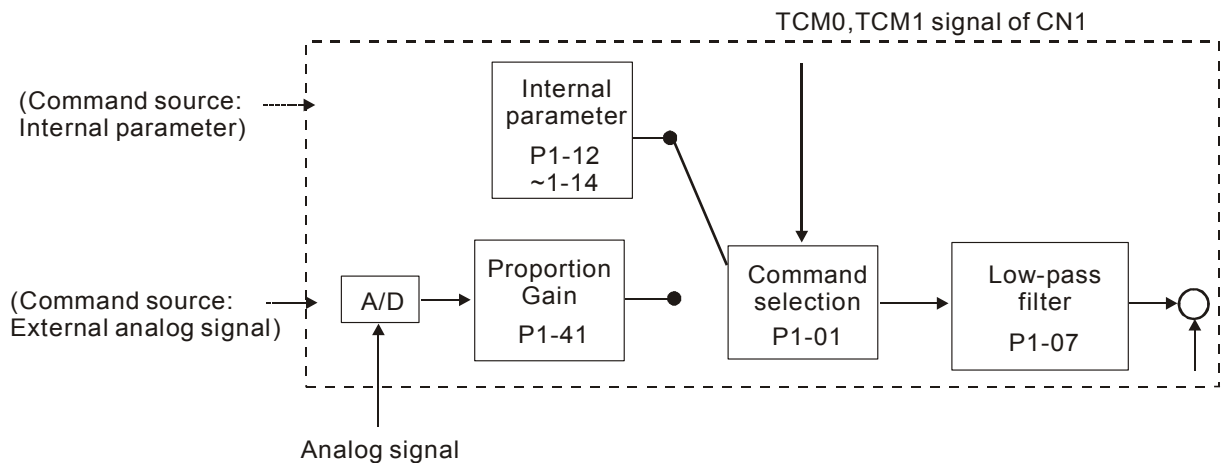 TCM0,TCM1 signal of CN1
(Command source:
Internal parameter)
Internal
parameter
P1-12
~1-14
(Command source:
External analog signal)
A/D
Proportion
Gain
P1-41
Command
selection
P1-01
Low-pass
filter
P1-07
Analog signal